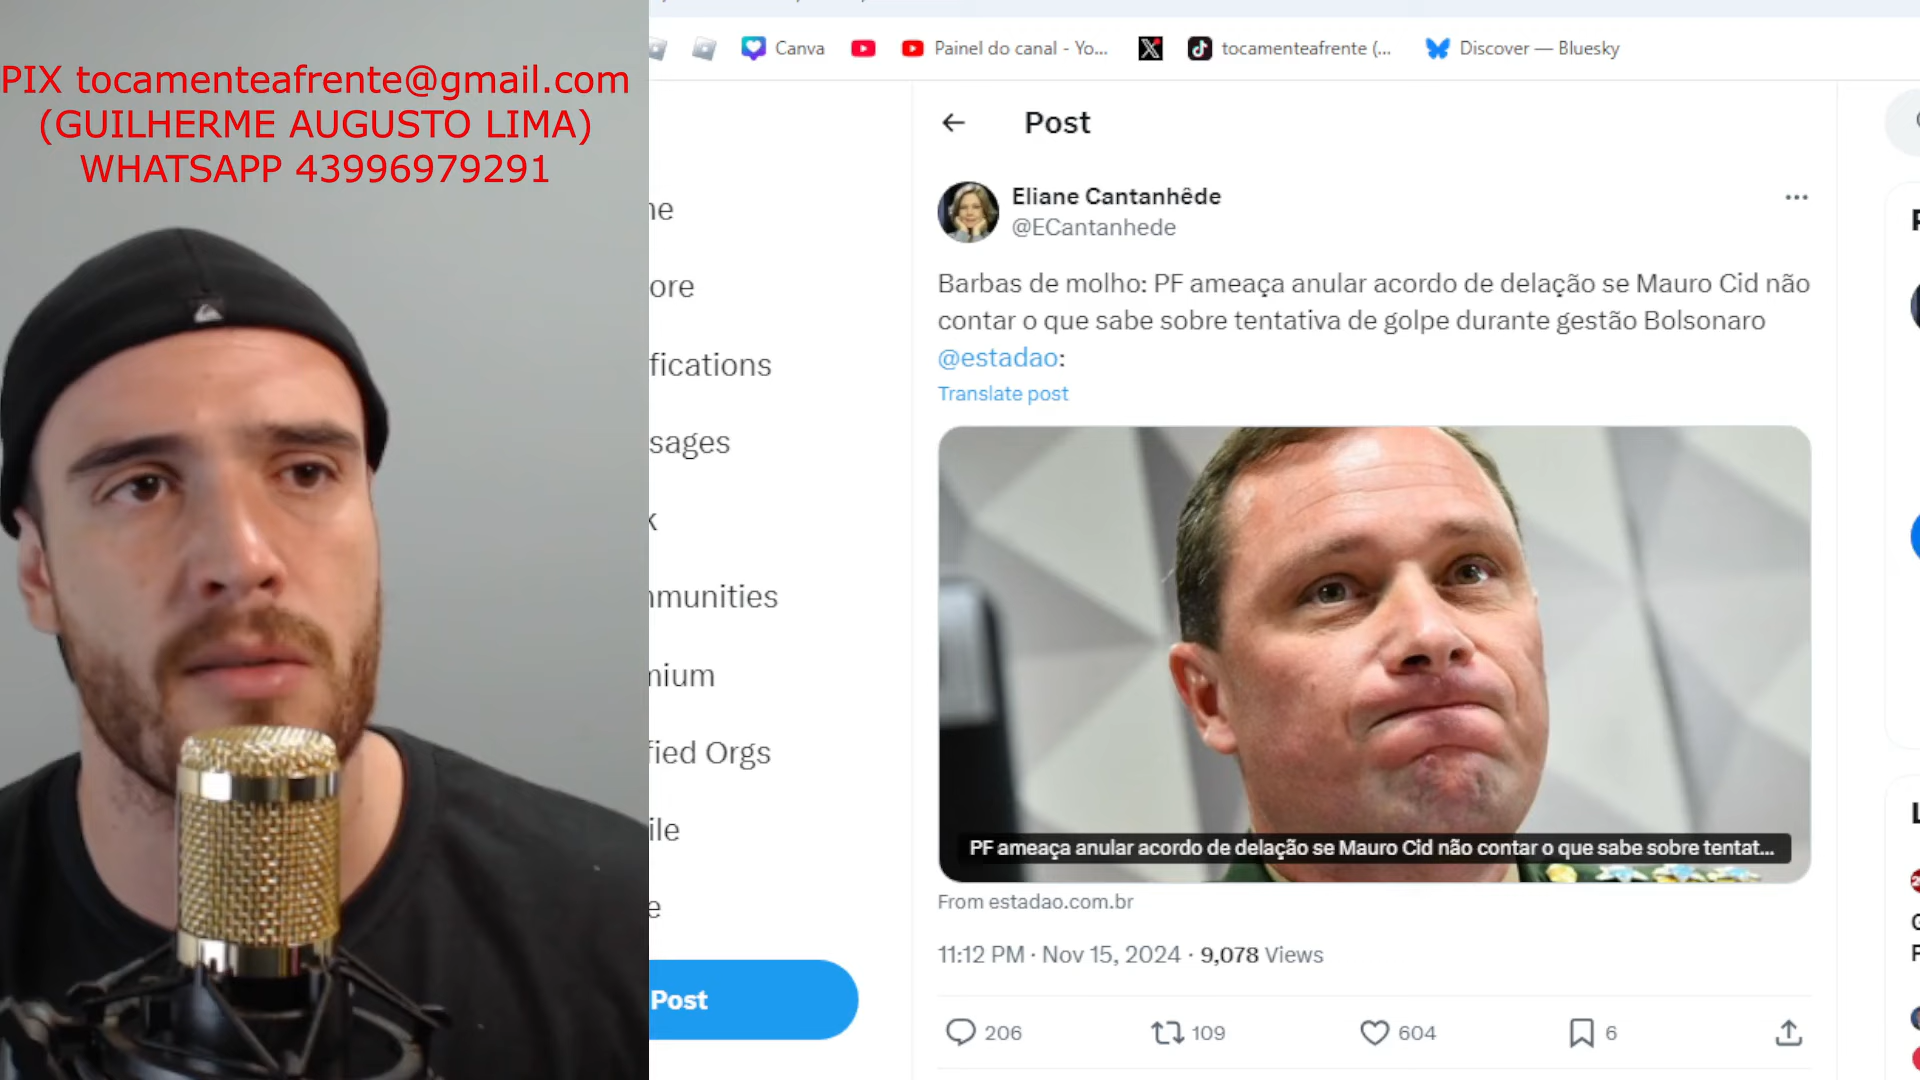 PIX tocamenteafrente@gmail.com
(GUILHERME AUGUSTO LIMA)
WHATSAPP 43996979291
Canva
Painel do canal - Yo...
tocamenteafrente (...
Discover — Bluesky
Post
Eliane Cantanhêde
@ECantanhede
Barbas de molho: PF ameaça anular acordo de delação se Mauro Cid não
contar o que sabe sobre tentativa de golpe durante gestão Bolsonaro
@estadao:
Translate post
PF ameaça anular acordo de delação se Mauro Cid não contar o que sabe sobre tentat...
From estadao.com.br
11:12 PM · Nov 15, 2024 · 9,078 Views
206
109
604
6
ne
ore
fications
sages
k
nmunities
mium
fied Orgs
ile
e
Post